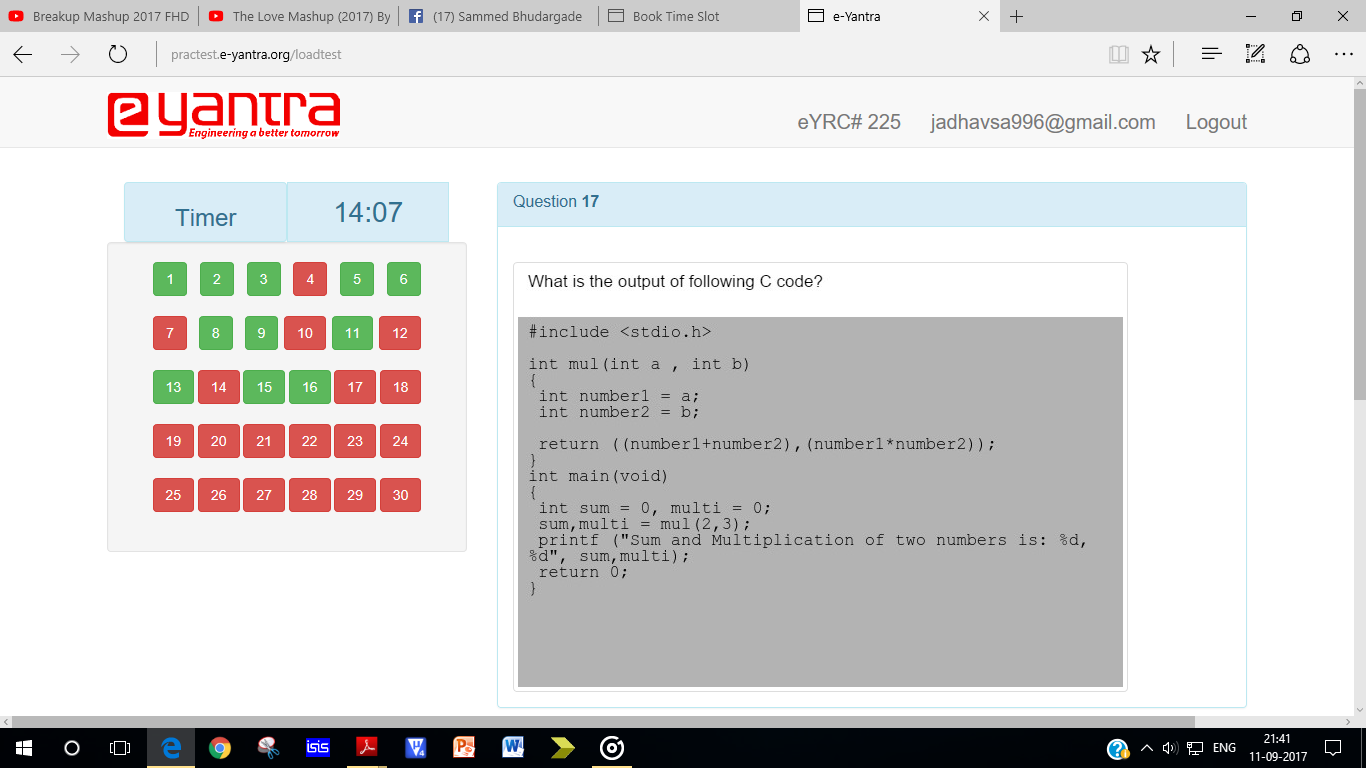 Breakup Mashup 2017 FHD
The Love Mashup (2017) By
(17) Sammed Bhudargade
Book Time Slot
e-Yantra
practest.e-yantra.org/loadtest
e yantra
Engineering a better tomorrow
eYRC# 225 jadhavsa996@gmail.com Logout
Timer 14:07
1 2 3 4 5 6
7 8 9 10 11 12
13 14 15 16 17 18
19 20 21 22 23 24
25 26 27 28 29 30
Question 17
What is the output of following C code?
#include <stdio.h>
int mul(int a , int b)
{
int number1 = a;
int number2 = b;
return ((number1+number2),(number1*number2));
}
int main(void)
{
int sum = 0, multi = 0;
sum,multi = mul(2,3);
printf ("Sum and Multiplication of two numbers is: %d,
%d", sum,multi);
return 0;
}
isis
ENG
21:41
11-09-2017